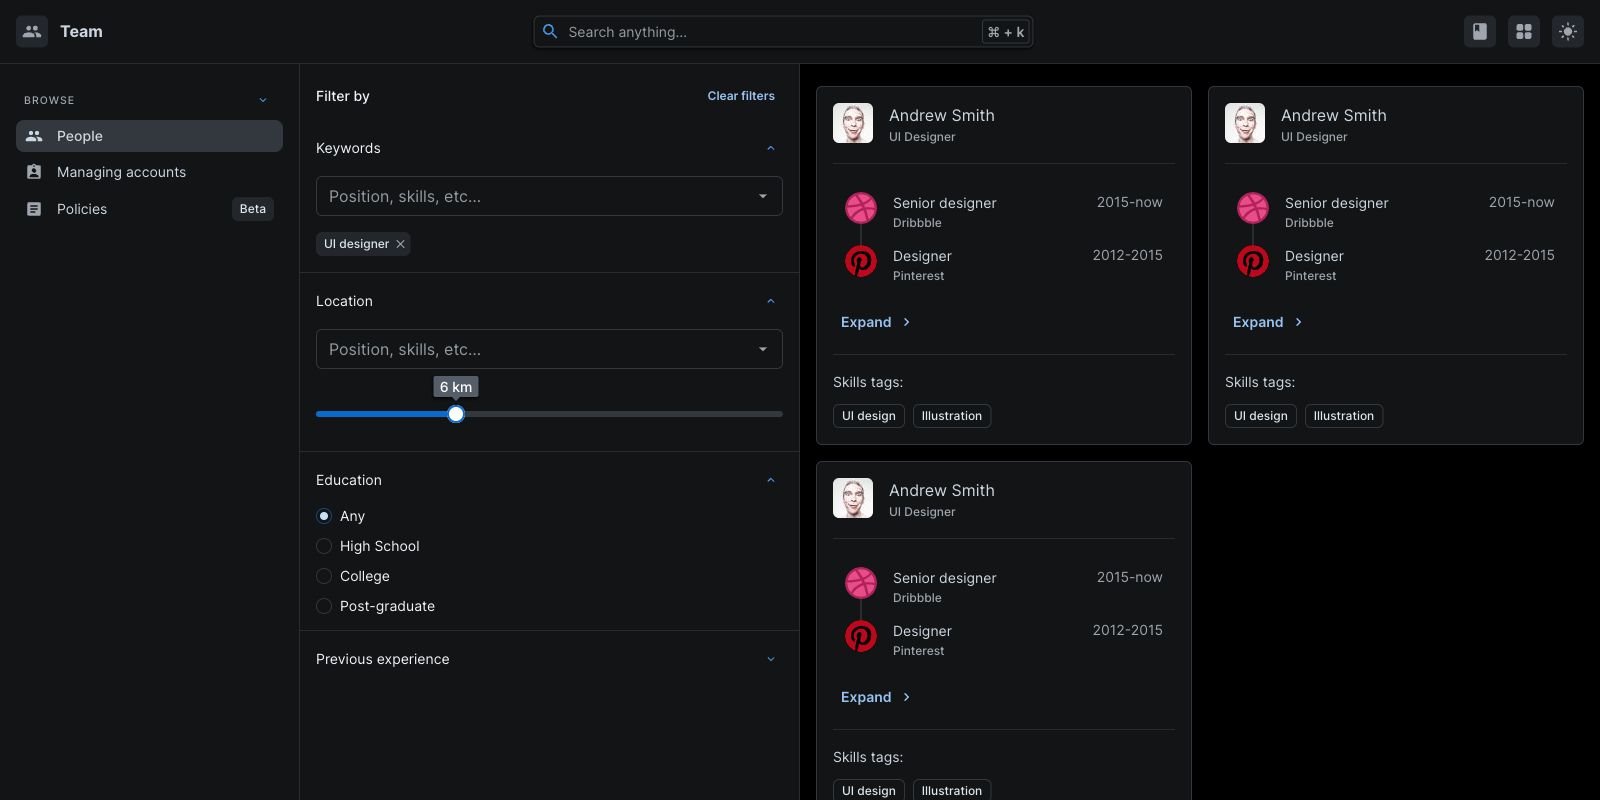 Team
Search anything...
⌘ + k
BROWSE
People
Managing accounts
Policies
Beta
Filter by
Clear filters
Keywords
Position, skills, etc...
UI designer
Location
Position, skills, etc...
6 km
Education
Any
High School
College
Post-graduate
Previous experience
Andrew Smith
UI Designer
Senior designer
2015-now
Dribbble
Designer
2012-2015
Pinterest
Expand
Skills tags:
UI design
Illustration
Andrew Smith
UI Designer
Senior designer
2015-now
Dribbble
Designer
2012-2015
Pinterest
Expand
Skills tags:
UI design
Illustration
Andrew Smith
UI Designer
Senior designer
2015-now
Dribbble
Designer
2012-2015
Pinterest
Expand
Skills tags:
UI design
Illustration